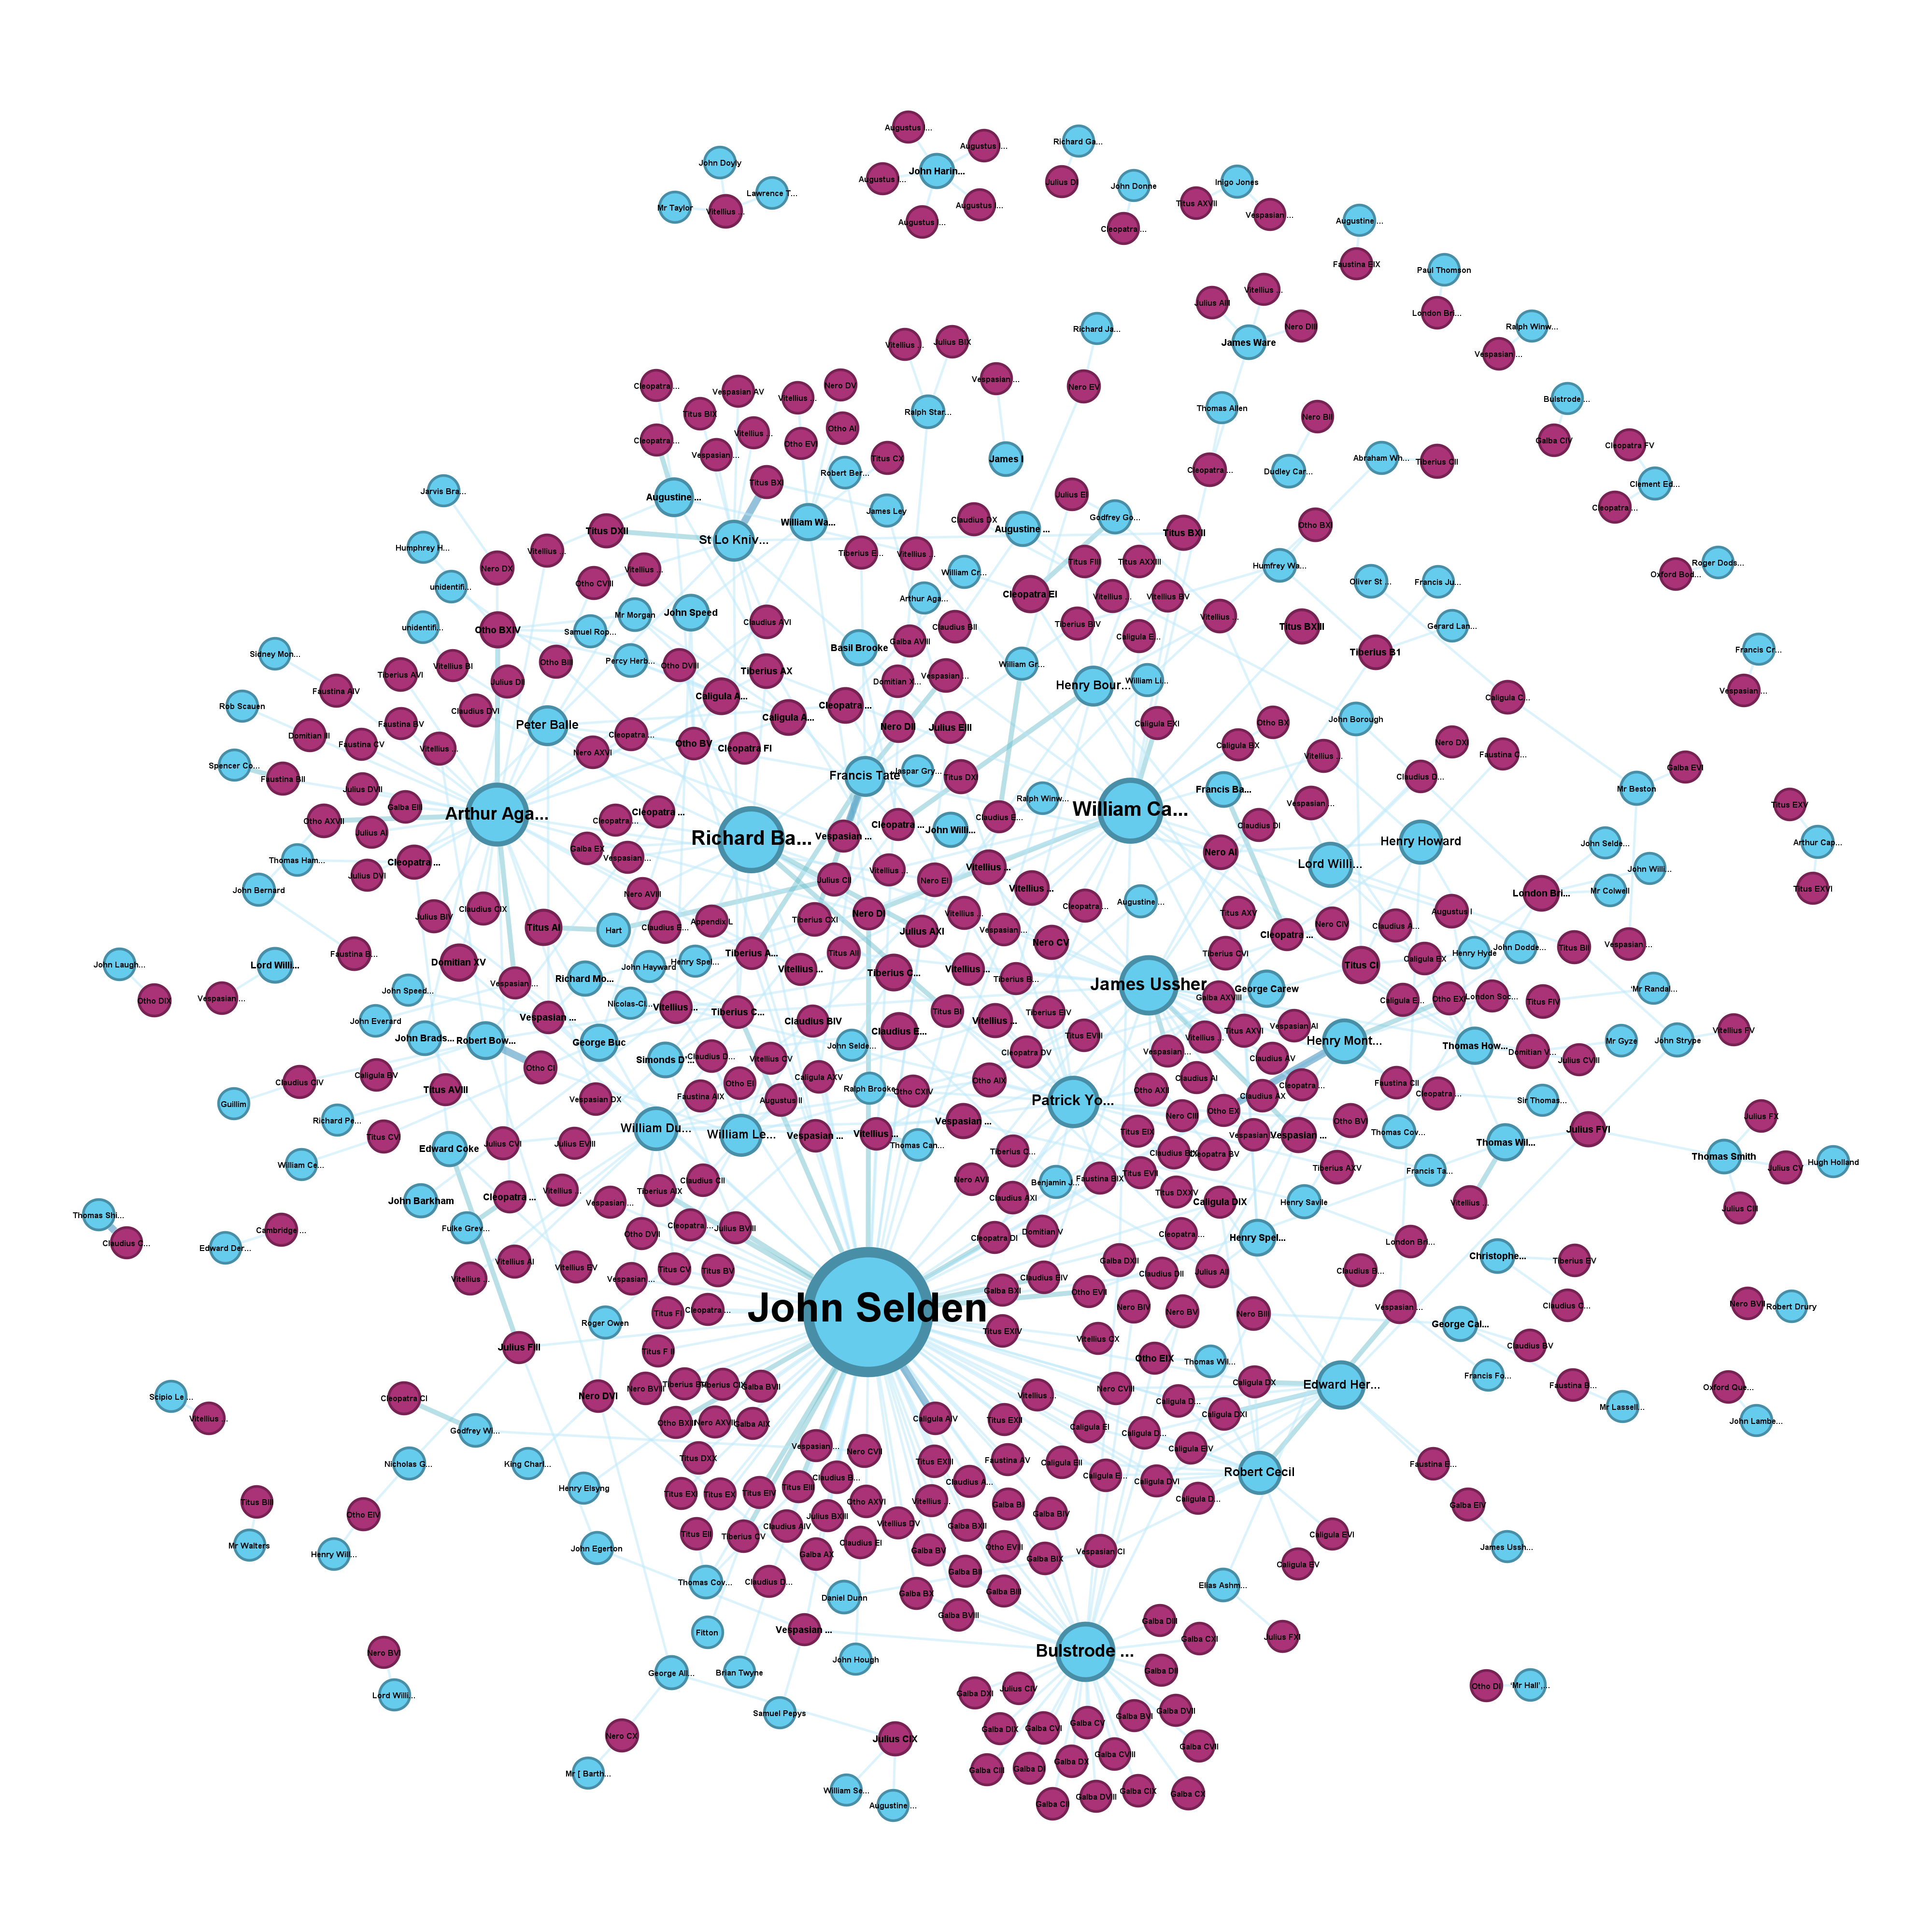 Augustus I...
Augustus I...
Richard Ga...
John Doyly
John Harin...
Augustus I...
Julius DI
John Donne
Inigo Jones
Lawrence T...
Mr Taylor
Vitellius ...
Augustus ...
Augustus I...
Titus AXVII
Vespasian ...
Cleopatra ...
Augustine ...
Faustina EIX
Paul Thomson
London Bri...
Ralph Winw...
Vespasian ...
Vitellius ...
Julius AIII
Nero DIII
James Ware
Richard Ja...
Vitellius ...
Julius BIX
Vespasian ...
Nero EV
Cleopatra ...
Vespasian AV
Vitellius ...
Nero DV
Titus BIX
Ralph Star...
Thomas Allen
Nero BII
Bulstrode ...
Galba CIV
Cleopatra FV
Clement Ed...
Cleopatra ...
Cleopatra ...
Vitellius ...
Otho EVI
Otho AI
Vespasian ...
Titus CX
James I
Robert Ber...
Titus BXI
Cleopatra ...
Dudley Car...
Abraham Wh...
Tiberius CII
Jarvis Bra...
Augustine ...
James Ley
Julius EI
Claudius DX
Augustine ...
Godfrey Go...
William Wa...
St Lo Kniv...
Titus DXII
Titus BXII
Otho BXI
Humphrey H...
Vitellius ...
Nero DX
Vitellius ...
Tiberius E...
Vitellius ...
William Cr...
Titus FIII
Titus AXXIII
Humfrey Wa...
Oliver St ...
Francis Ju...
Roger Dods...
Oxford Bod...
unidentifi...
Otho CVIII
Arthur Aga...
Cleopatra EI
Vitellius ...
Vitellius BV
John Speed
Mr Morgan
Claudius AVI
Claudius BII
Tiberius BIV
Vitellius ...
Titus BXIII
Gerard Lan...
unidentifi...
Otho BXIV
Samuel Rop...
Basil Brooke
Galba AVIII
Caligula E...
Tiberius B1
Francis Cr...
Vespasian ...
Sidney Mon...
Vitellius BI
Otho BIII
Percy Herb...
Otho DVIII
Tiberius AX
William Gr...
Tiberius AVI
Julius DII
Faustina AIV
Domitian X...
Vespasian ...
Henry Bour...
William Li...
Caligula C...
Rob Scauen
Claudius DVI
Caligula A...
Caligula A...
Cleopatra ...
Nero DII
Julius EIII
Caligula EXI
Otho BX
John Borough
Faustina BV
Peter Balle
Cleopatra ...
Otho BV
Cleopatra FI
Domitian III
Faustina CV
Vitellius ...
Nero AXVI
Caligula BX
Vitellius ...
Nero DXI
Faustina C...
Spencer Co...
Faustina BII
Francis Tate
Jaspar Gry...
Titus DXI
Claudius D...
Galba EVI
Julius DVII
Galba EIII
Ralph Winw...
Francis Ba...
Mr Beston
Arthur Aga...
Otho AXVII
Julius AI
Cleopatra ...
Cleopatra ...
Claudius E...
William Ca...
Vespasian ...
Titus EXV
Richard Ba...
Vespasian ...
Cleopatra ...
John Willi...
Claudius DI
Henry Howard
Arthur Cap...
John Selde...
Thomas Ham...
Cleopatra ...
Galba EX
Vespasian ...
Nero AI
Lord Willi...
John Willi...
Julius DVI
Julius CII
Vitellius ...
Nero EI
Vitellius ...
Vitellius ...
London Bri...
Mr Colwell
Titus EXVI
John Bernard
Nero AVIII
Augustine ...
Cleopatra ...
Julius BIV
Claudius CIX
Titus AI
Hart
Claudius E...
Appendix L
Tiberius CXI
Nero DI
Julius AXI
Vitellius ...
Vespasian ...
Titus AXV
Nero CIV
Cleopatra ...
Claudius A...
Augustus I
Faustina B...
Domitian XV
Nero CV
Titus BII
Vespasian ...
John Laugh...
Lord Willi...
Richard Mo...
John Hayward
Henry Spel...
Tiberius A...
Titus AII
Vitellius ...
Tiberius C...
Vitellius ...
Tiberius B...
Tiberius CVI
Titus CI
Caligula EX
Henry Hyde
John Dodde...
Otho DIX
Vespasian ...
John Speed...
Vespasian ...
James Ussher
George Carew
Galba AXVIII
Caligula E...
Otho EXI
London Soc...
Titus FIV
'Mr Randal...
John Everard
Vespasian ...
Nicolas-Cl...
Vitellius ...
Tiberius C...
Claudius BIV
Claudius E...
Titus BI
Vitellius ...
Tiberius EIV
Titus EVIII
Titus AXVI
Vespasian AI
Vitellius FV
John Brads...
Robert Bow...
George Buc
John Selde...
Cleopatra DV
Vespasian ...
Vitellius ...
Henry Mont...
Thomas How...
Domitian V...
Mr Gyze
John Strype
Julius CVIII
Otho CI
Simonds D'...
Claudius D...
Vitellius CV
Claudius AV
Claudius AI
Cleopatra ...
Faustina CII
Claudius CIV
Caligula BV
Titus AVIII
Otho EI
Caligula AXV
Ralph Brooke
Otho CXIV
Otho AIX
Otho AXII
Claudius AX
Cleopatra ...
Sir Thomas...
Guillim
Vespasian DX
Faustina AIX
Augustus II
Patrick Yo...
Nero CIII
Otho EX
Richard Pe...
Titus CVI
William Du...
William Le...
Vespasian ...
Vitellius ...
Vespasian ...
Titus EIX
Vespasian ...
Vespasian ...
Otho BVI
Thomas Cov...
Thomas Wil...
Julius FVI
Julius FX
Edward Coke
Julius CVI
Julius EVIII
Thomas Can...
Tiberius C...
Claudius BIX
Cleopatra BV
Tiberius AXV
Francis Ta...
Thomas Smith
Julius CV
Hugh Holland
William Ce...
Nero AVII
Benjamin J...
Faustina BIX
Titus EVII
John Barkham
Cleopatra ...
Vitellius ...
Tiberius AIX
Claudius CII
Claudius AXI
Titus DXXV
Caligula DIX
Henry Savile
Vitellius ...
Julius CIII
Thomas Shi...
Claudius C...
Edward Der...
Cambridge ...
Fulke Grev...
Vespasian ...
Otho DVII
Cleopatra ...
Julius BVIII
Cleopatra DI
Domitian V
Cleopatra ...
Henry Spel...
London Bri...
Vitellius ...
Vitellius AI
Vitellius EV
Vespasian ...
Titus CV
Titus BV
Galba BXI
Claudius EIV
Galba DXII
Claudius DII
Julius AII
Claudius B...
Christophe...
Tiberius EV
John Selden
Titus FI
Cleopatra ...
Otho EVII
Nero BIV
Nero BV
Nero BIII
Vespasian ...
Claudius C...
Nero BVII
Robert Drury
Roger Owen
Titus EXIV
Vitellius CX
George Cal...
Julius FIII
Titus F II
Otho EIX
Thomas Wil...
Claudius BV
Scipio Le ...
Vitellius ...
Cleopatra CI
Nero DVI
Nero BVIII
Tiberius B...
Tiberius CIX
Galba BVII
Vitellius ...
Nero CVIII
Caligula DX
Edward Her...
Francis Fo...
Faustina B...
Mr Lassell...
Oxford Que...
John Lambe...
Godfrey Wi...
Otho BXIII
Nero AXVII
Galba AIX
Caligula AIV
Titus EXII
Caligula EI
Caligula D...
Caligula DXI
Nicholas G...
King Charl...
Henry Elsyng
Titus DXX
Vespasian ...
Nero CVII
Titus EXIII
Faustina AV
Caligula EII
Caligula E...
Caligula EIV
Caligula DVI
Robert Cecil
Faustina E...
Titus BIII
Otho EIV
Titus EXI
Titus EX
Titus EIV
Titus EIII
Claudius B...
Claudius A...
Otho AXVI
Vitellius ...
Galba BI
Galba BIV
Caligula D...
Galba EIV
Mr Walters
Henry Will...
John Egerton
Titus EII
Tiberius CV
Claudius AIV
Julius BXIII
Vitellius DV
Galba BXII
Otho EVIII
Galba BIX
Vespasian CI
Caligula EVI
James Ussh...
Galba AX
Claudius EI
Galba BV
Galba BII
Caligula EV
Thomas Cov...
Claudius D...
Daniel Dunn
Galba BX
Galba BVIII
Galba BIII
Elias Ashm...
Nero BVI
Fitton
Vespasian ...
Bulstrode ...
Galba DIII
Galba CXI
Julius FXI
Lord Willi...
George All...
Brian Twyne
John Hough
Galba DII
Otho DI
'Mr Hall',...
Samuel Pepys
Galba DXI
Julius CIV
Nero CX
Julius CIX
Galba DIX
Galba CVI
Galba CV
Galba BVI
Galba DVII
Mr [ Barth...
William Se...
Augustine ...
Galba CIII
Galba DI
Galba DX
Galba CVIII
Galba CVII
Galba CII
Galba DVIII
Galba CIX
Galba CX